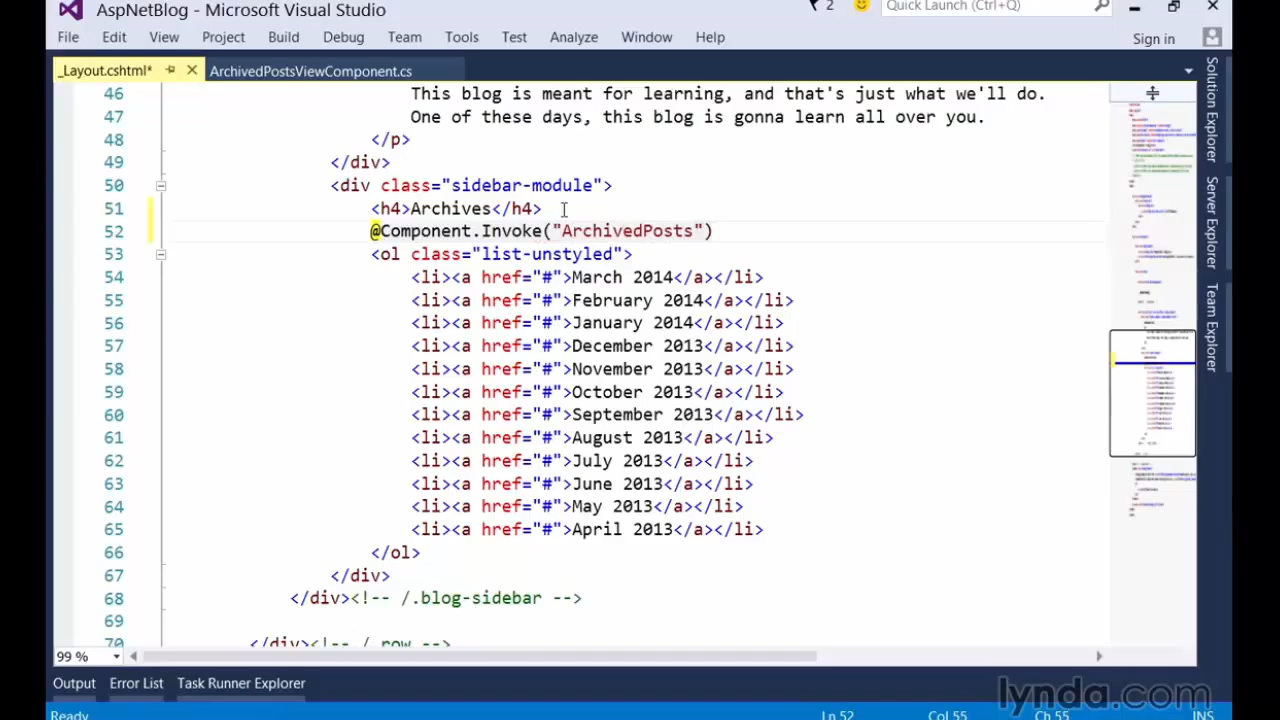 AspNetBlog - Microsoft Visual Studio
2
Quick Launch (Ctrl+Q)
File Edit View Project Build Debug Team Tools Test Analyze Window Help
Sign in
_Layout.cshtml*
ArchivedPostsViewComponent.cs
46 This blog is meant for learning, and that's just what we'll do.
47 One of these days, this blog is gonna learn all over you.
48 </p>
49 </div>
50 <div class="sidebar-module">
51 <h4>Archives</h4>
52 @Component.Invoke("ArchivedPosts")
53 <ol class="list-unstyled">
54 <li><a href="#">March 2014</a></li>
55 <li><a href="#">February 2014</a></li>
56 <li><a href="#">January 2014</a></li>
57 <li><a href="#">December 2013</a></li>
58 <li><a href="#">November 2013</a></li>
59 <li><a href="#">October 2013</a></li>
60 <li><a href="#">September 2013</a></li>
61 <li><a href="#">August 2013</a></li>
62 <li><a href="#">July 2013</a></li>
63 <li><a href="#">June 2013</a></li>
64 <li><a href="#">May 2013</a></li>
65 <li><a href="#">April 2013</a></li>
66 </ol>
67 </div>
68 </div><!-- /.blog-sidebar -->
69
70 </div><!-- / row -->
99 %
Solution Explorer
Server Explorer
Team Explorer
Output Error List Task Runner Explorer
lynda.com
Ready Ln 52 Col 55 Ch 55 INS